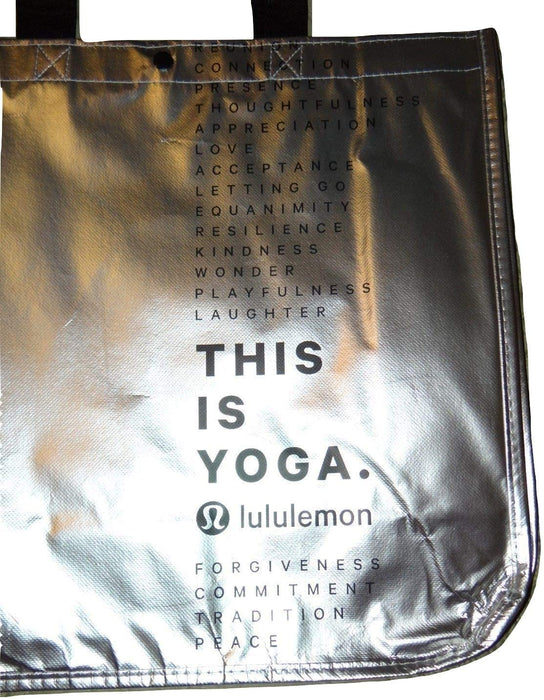 REUNION
CONNECTION
PRESENCE
THOUGHTFULNESS
APPRECIATION
LOVE
ACCEPTANCE
LETTING GO
EQUANIMITY
RESILIENCE
KINDNESS
WONDER
PLAYFULNESS
LAUGHTER
THIS
IS
YOGA.
lululemon
FORGIVENESS
COMMITMENT
TRADITION
PEACE